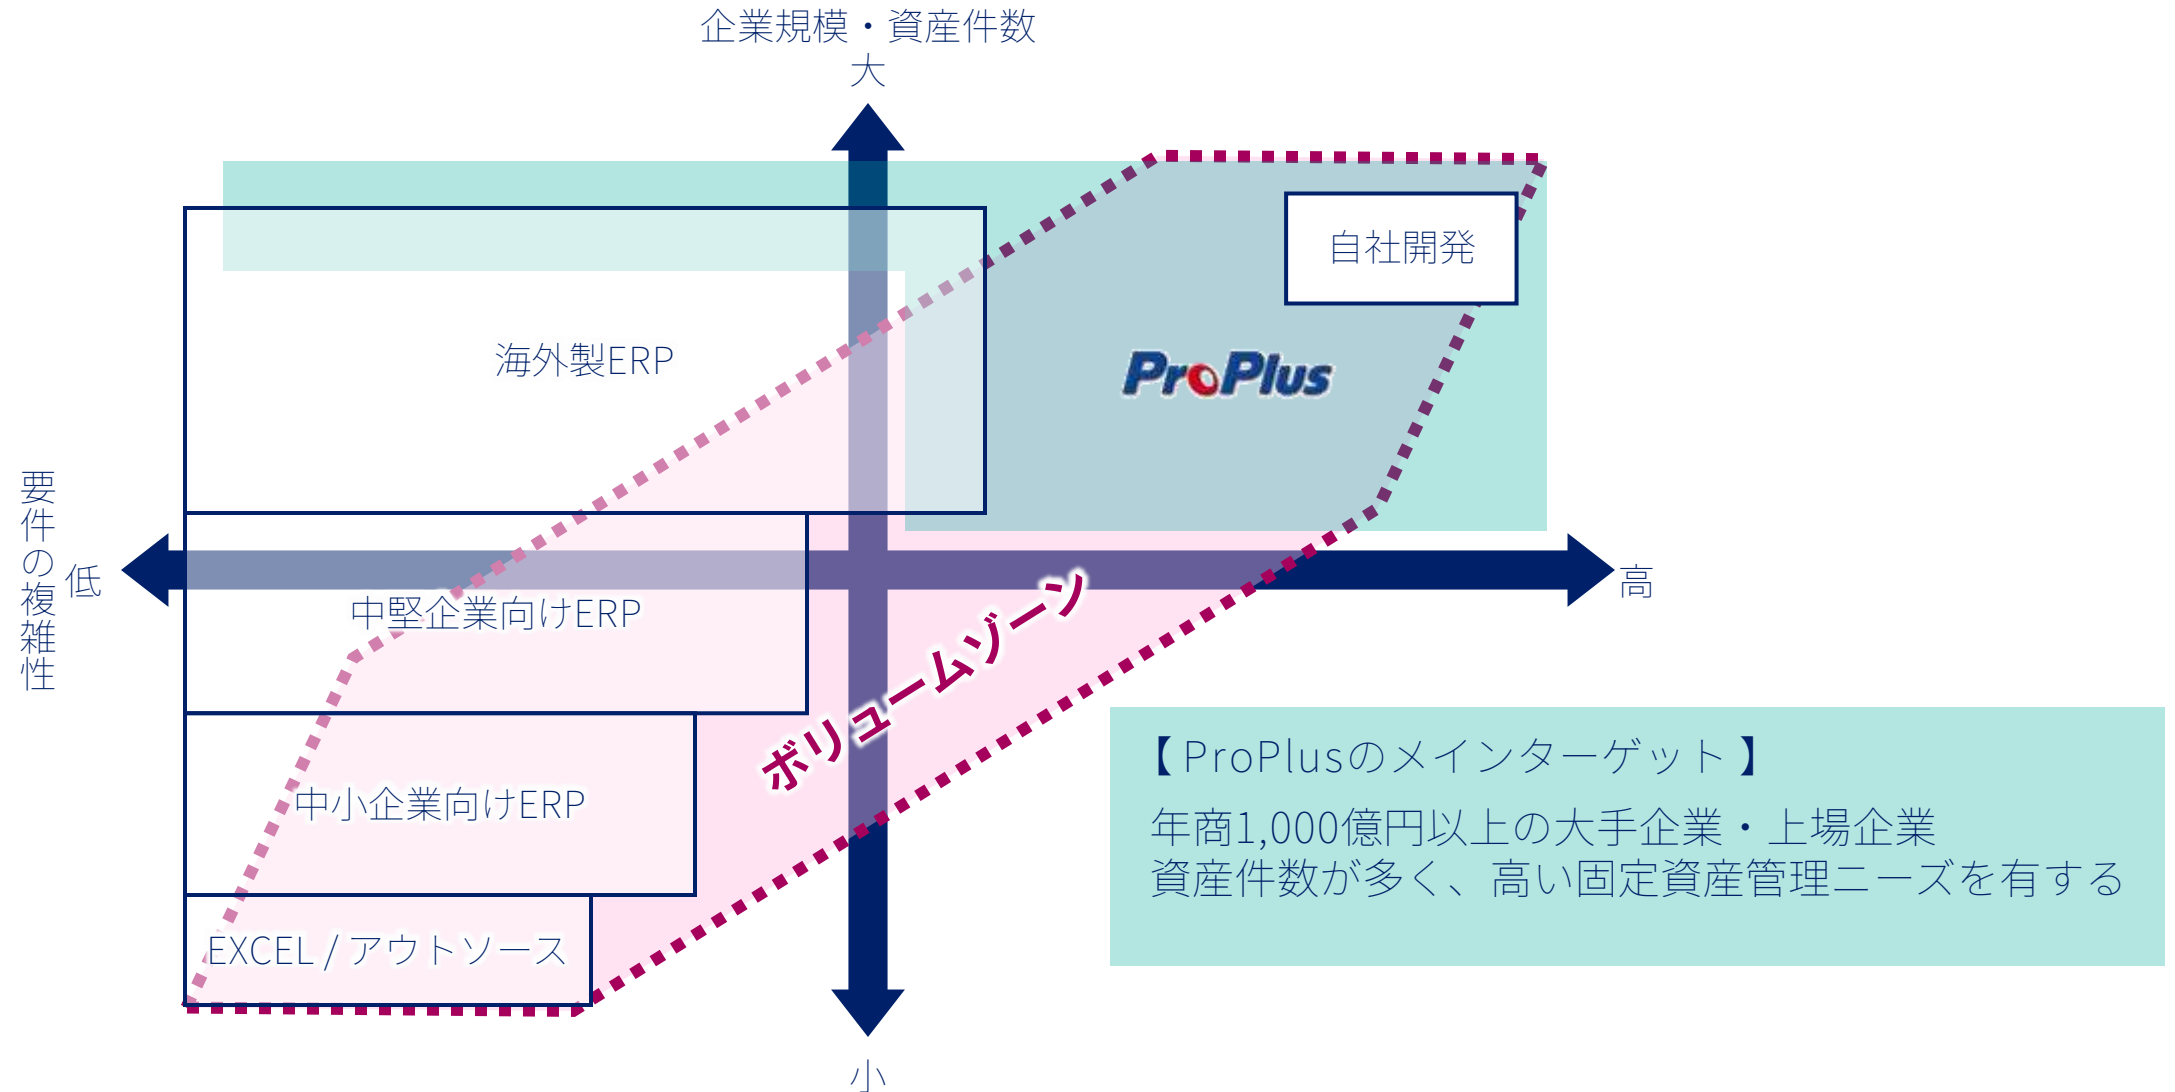 企業規模・資産件数
大
自社開発
海外製ERP
ProPlus
要件の複雑性
低
高
中堅企業向けERP
ボリュームゾーン
中小企業向けERP
EXCEL / アウトソース
小
【 ProPlusのメインターゲット 】
年商1,000億円以上の大手企業・上場企業
資産件数が多く、高い固定資産管理ニーズを有する